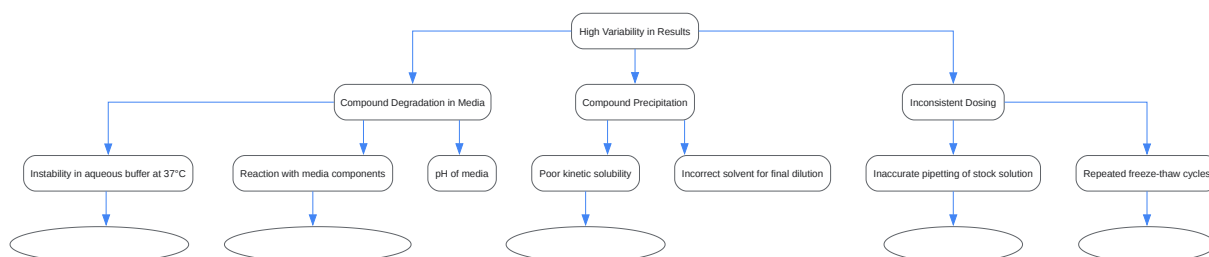 High Variability in Results
Compound Degradation in Media
Compound Precipitation
Inconsistent Dosing
Instability in aqueous buffer at 37°C
Reaction with media components
pH of media
Poor kinetic solubility
Incorrect solvent for final dilution
Inaccurate pipetting of stock solution
Repeated freeze-thaw cycles